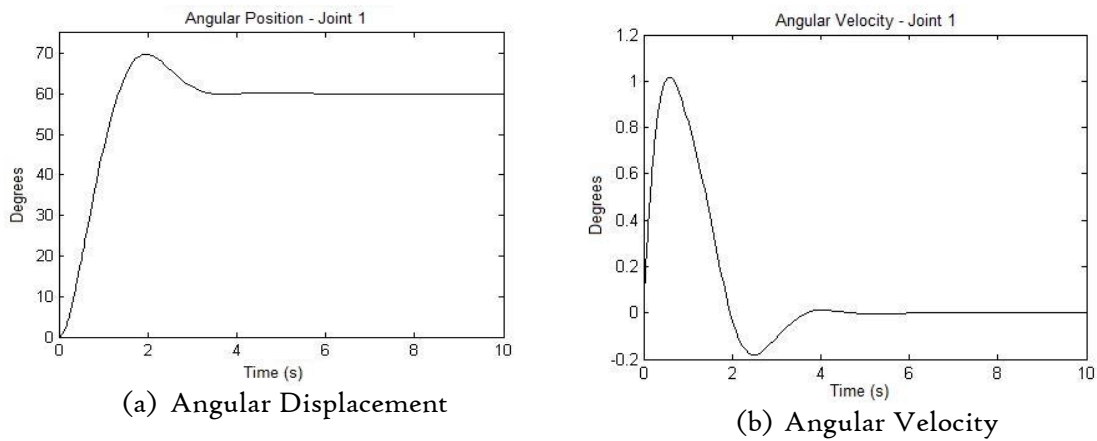 Angular Position - Joint 1
70
60
50
40
30
20
10
0
Degrees
0 2 4 6 8 10
Time (s)
(a) Angular Displacement
Angular Velocity - Joint 1
1.2
1
0.8
0.6
0.4
0.2
0
-0.2
Degrees
0 2 4 6 8 10
Time (s)
(b) Angular Velocity